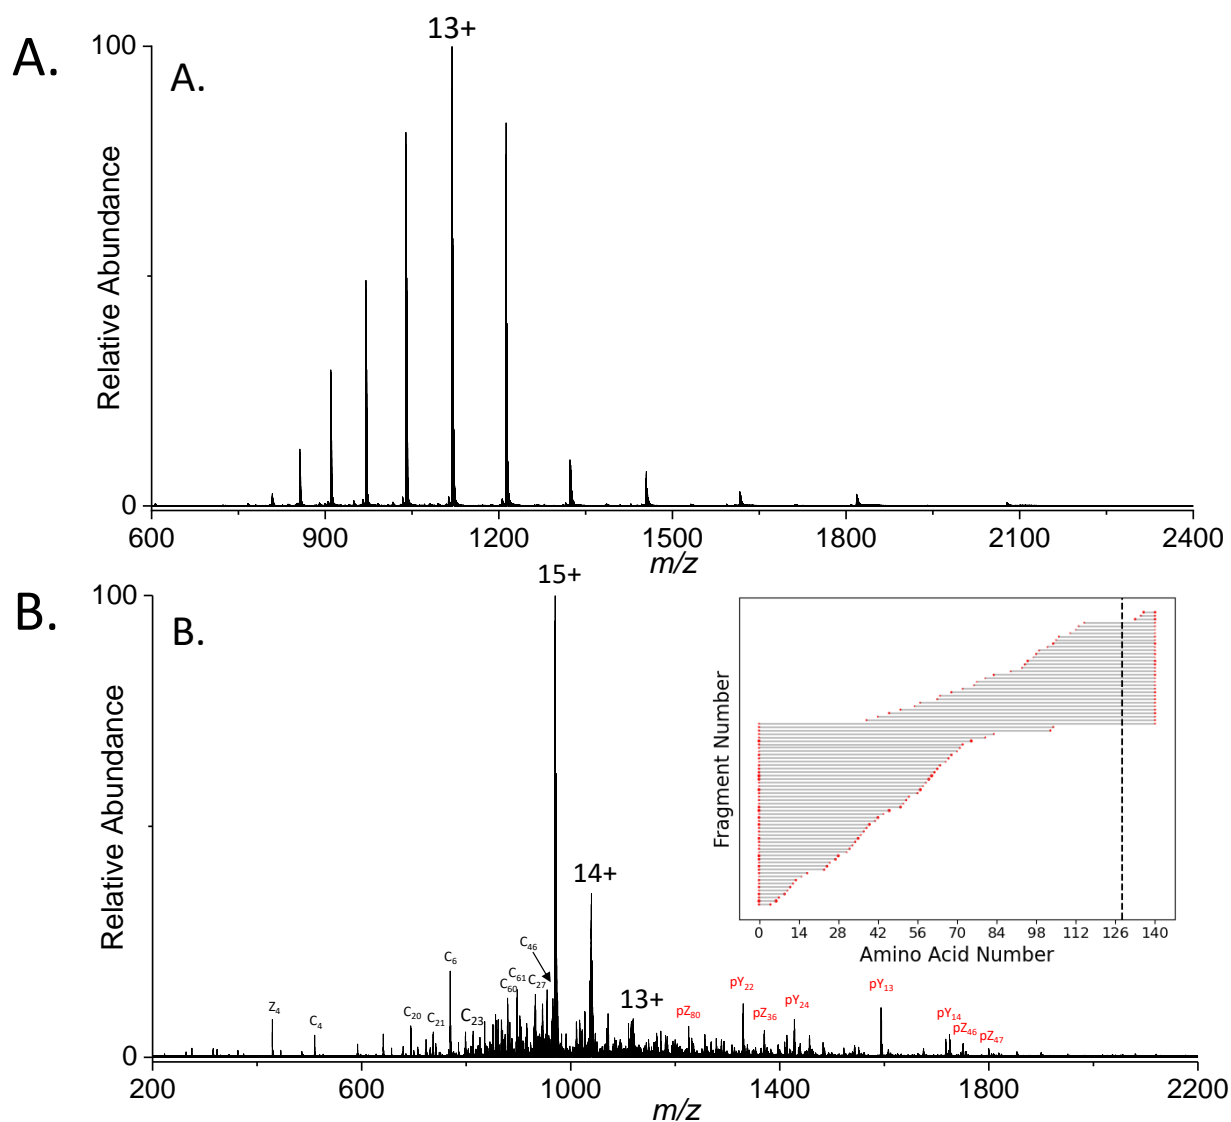 A.
A.
100
0
Relative Abundance
13+
600 900 1200 1500 1800 2100 2400
m/z
B.
B.
100
0
Relative Abundance
15+
14+
13+
Z4
C4
C6
C20
C21
C23
C46
C60
C61
C27
pZ80
pY22
pZ36
pY24
pY13
pY14
pZ46
pZ47
200 600 1000 1400 1800 2200
m/z
Fragment Number
0 14 28 42 56 70 84 98 112 126 140
Amino Acid Number